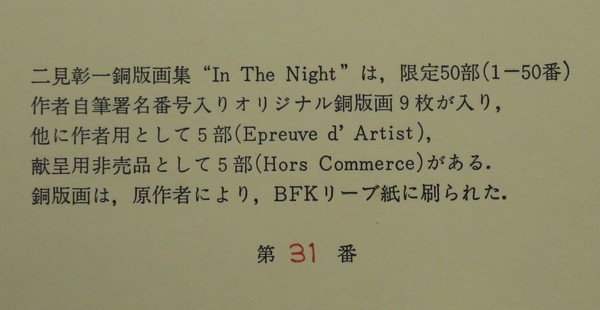 二見彰一銅版画集 “In The Night” は，限定50部(1－50番)
作者自筆署名番号入りオリジナル銅版画９枚が入り，
他に作者用として５部(Epreuve d' Artist)，
献呈用非売品として５部(Hors Commerce)がある．
銅版画は，原作者により，BFKリーブ紙に刷られた．
第 31 番